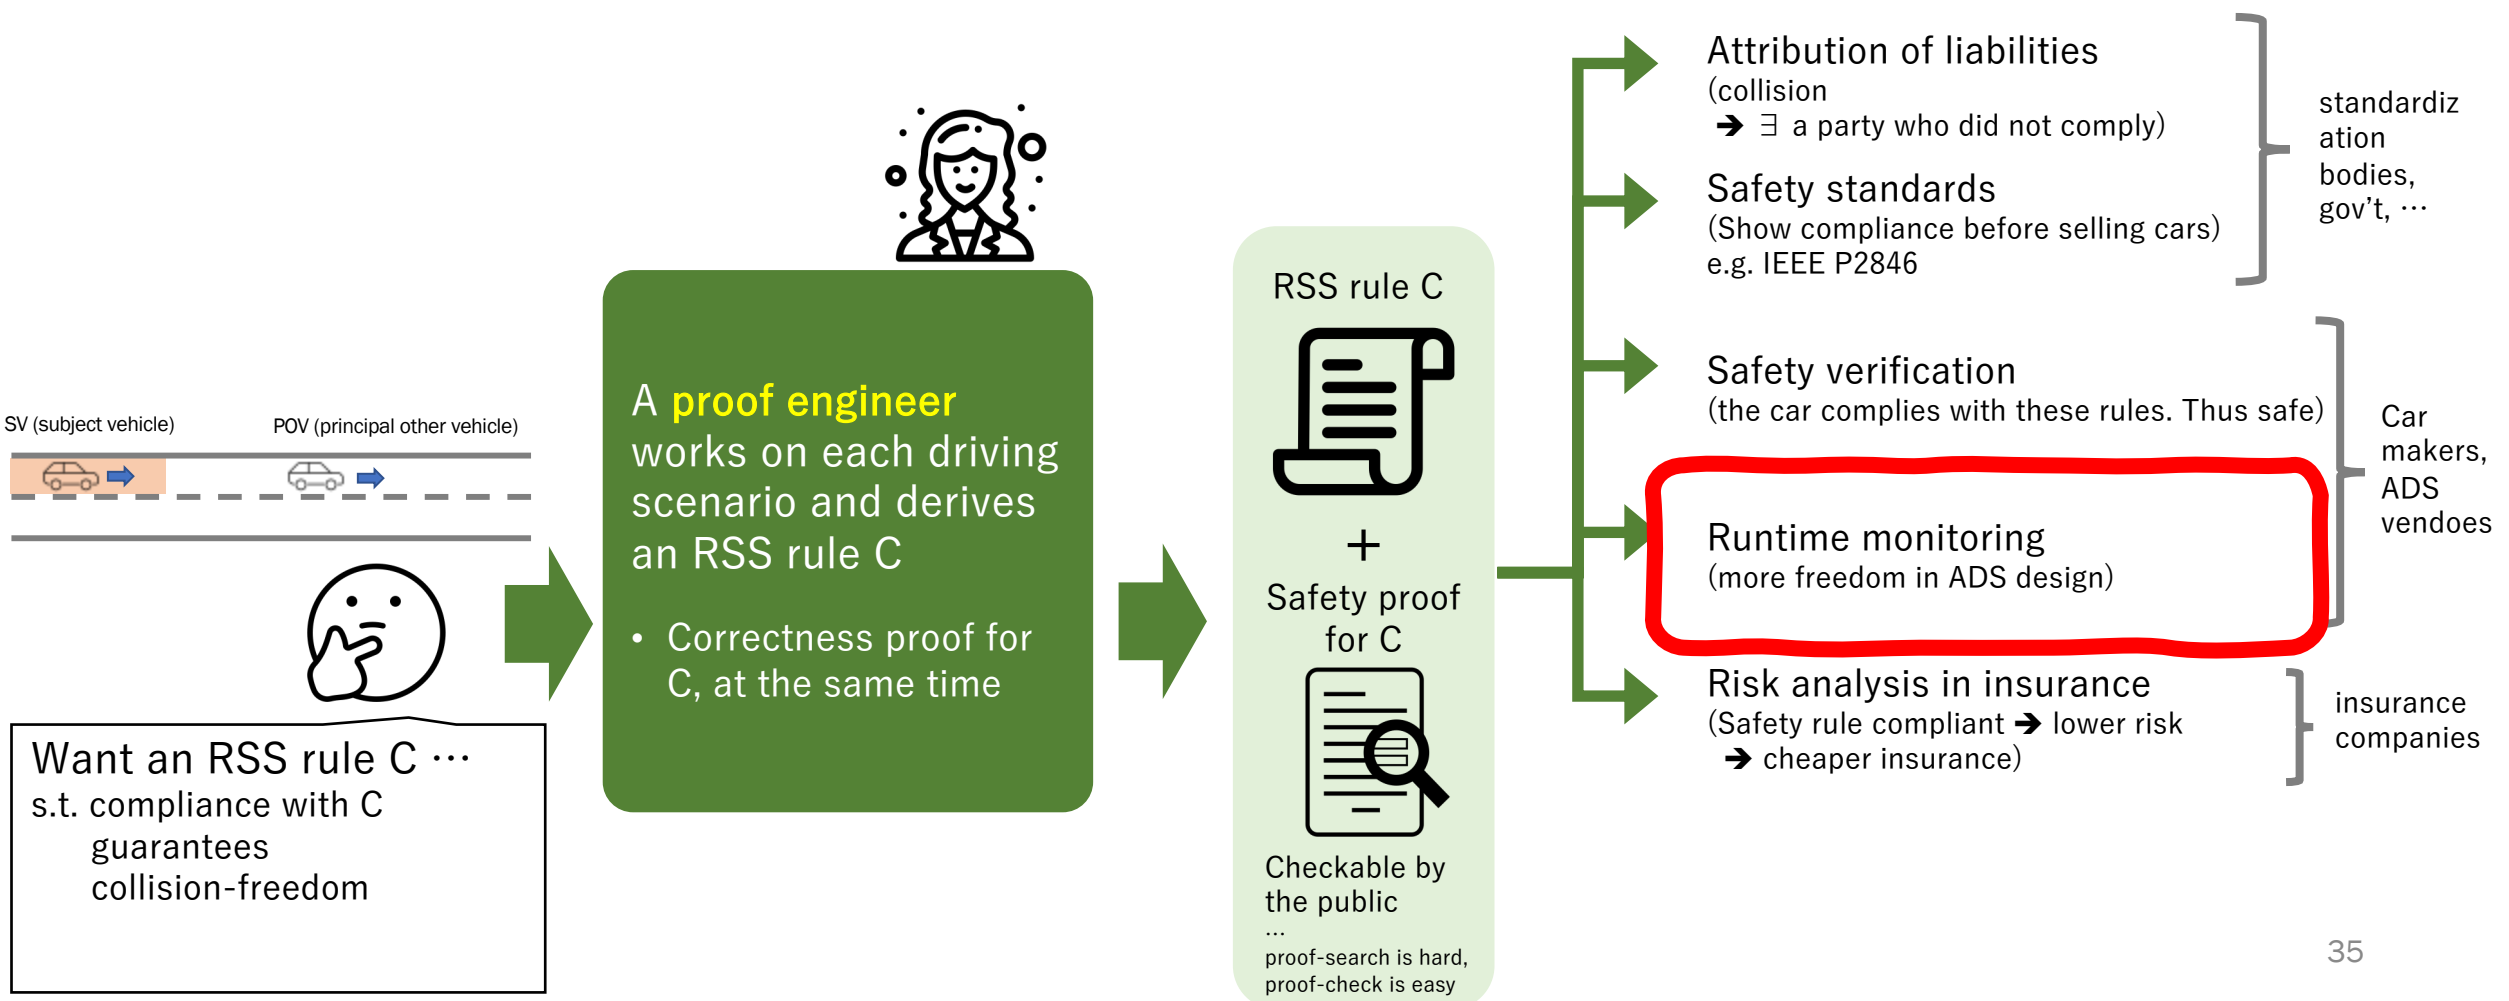 SV (subject vehicle)
POV (principal other vehicle)
Want an RSS rule C …
s.t. compliance with C
guarantees
collision-freedom
A proof engineer
works on each driving
scenario and derives
an RSS rule C
• Correctness proof for
C, at the same time
RSS rule C
+
Safety proof
for C
Checkable by
the public
…
proof-search is hard,
proof-check is easy
Attribution of liabilities
(collision
➔ ∃ a party who did not comply)
Safety standards
(Show compliance before selling cars)
e.g. IEEE P2846
standardiz
ation
bodies,
gov’t, …
Safety verification
(the car complies with these rules. Thus safe)
Runtime monitoring
(more freedom in ADS design)
Car
makers,
ADS
vendoes
Risk analysis in insurance
(Safety rule compliant ➔ lower risk
➔ cheaper insurance)
insurance
companies
35